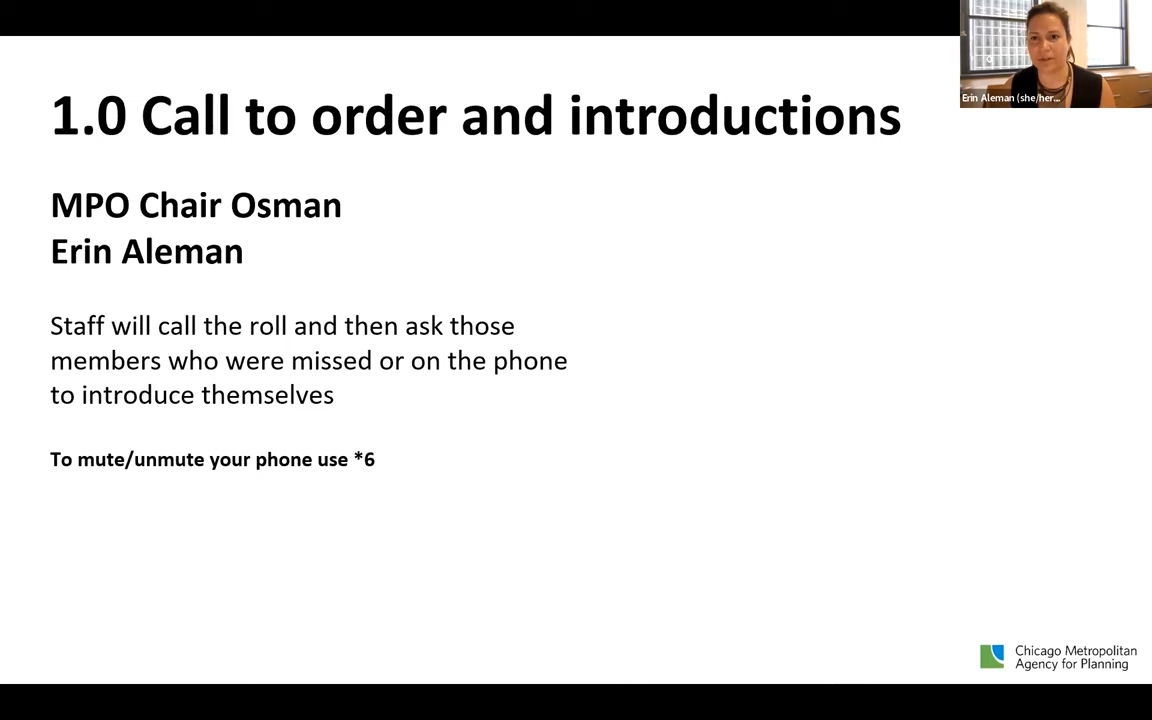 1.0 Call to order and introductions
Erin Aleman (she/her...
MPO Chair Osman
Erin Aleman
Staff will call the roll and then ask those
members who were missed or on the phone
to introduce themselves
To mute/unmute your phone use *6
Chicago Metropolitan
Agency for Planning